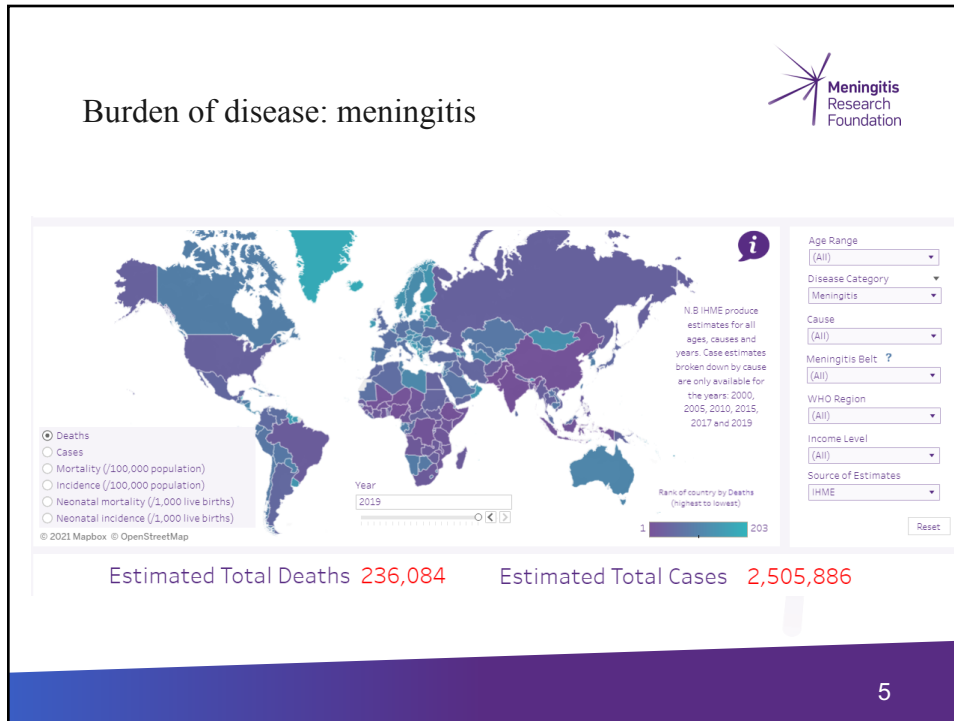 Burden of disease: meningitis
Meningitis
Research
Foundation
i
N.B IHME produce
estimates for all
ages, causes and
years. Case estimates
broken down by cause
are only available for
the years: 2000,
2005, 2010, 2015,
2017 and 2019
Age Range
(All)
Disease Category
Meningitis
Cause
(All)
Meningitis Belt ?
(All)
WHO Region
(All)
Income Level
(All)
Source of Estimates
IHME
Reset
Deaths
Cases
Mortality (/100,000 population)
Incidence (/100,000 population)
Neonatal mortality (/1,000 live births)
Neonatal incidence (/1,000 live births)
© 2021 Mapbox © OpenStreetMap
Year
2019
Rank of country by Deaths
(highest to lowest)
1 203
Estimated Total Deaths 236,084 Estimated Total Cases 2,505,886
5